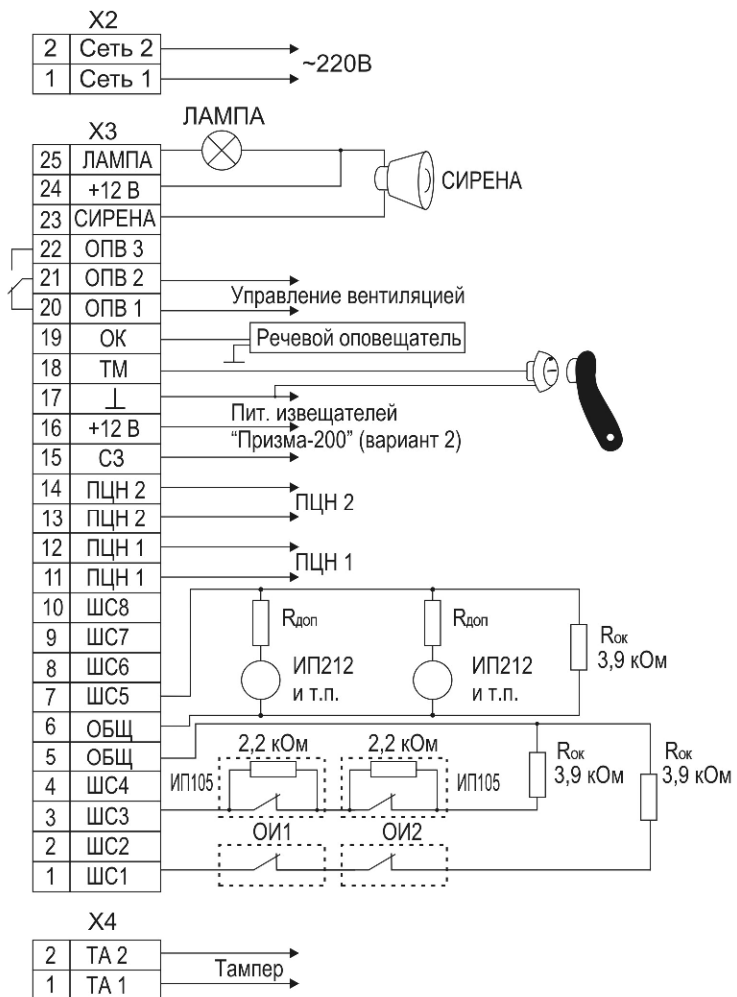 X2
2 Сеть 2
1 Сеть 1
~220В
ЛАМПА
X3
25 ЛАМПА
24 +12 В
23 СИРЕНА
СИРЕНА
22 ОПВ 3
21 ОПВ 2
20 ОПВ 1
Управление вентиляцией
19 ОК
Речевой оповещатель
18 ТМ
17 ⊥
Пит. извещателей
16 +12 В
"Призма-200" (вариант 2)
15 СЗ
14 ПЦН 2
13 ПЦН 2
ПЦН 2
12 ПЦН 1
11 ПЦН 1
ПЦН 1
10 ШС8
9 ШС7
8 ШС6
7 ШС5
Rдоп
Rдоп
Rок
3,9 кОм
ИП212
и т.п.
ИП212
и т.п.
6 ОБЩ
5 ОБЩ
4 ШС4
3 ШС3
2 ШС2
1 ШС1
2,2 кОм
2,2 кОм
ИП105
ИП105
Rок
3,9 кОм
Rок
3,9 кОм
ОИ1
ОИ2
X4
2 ТА 2
1 ТА 1
Тампер